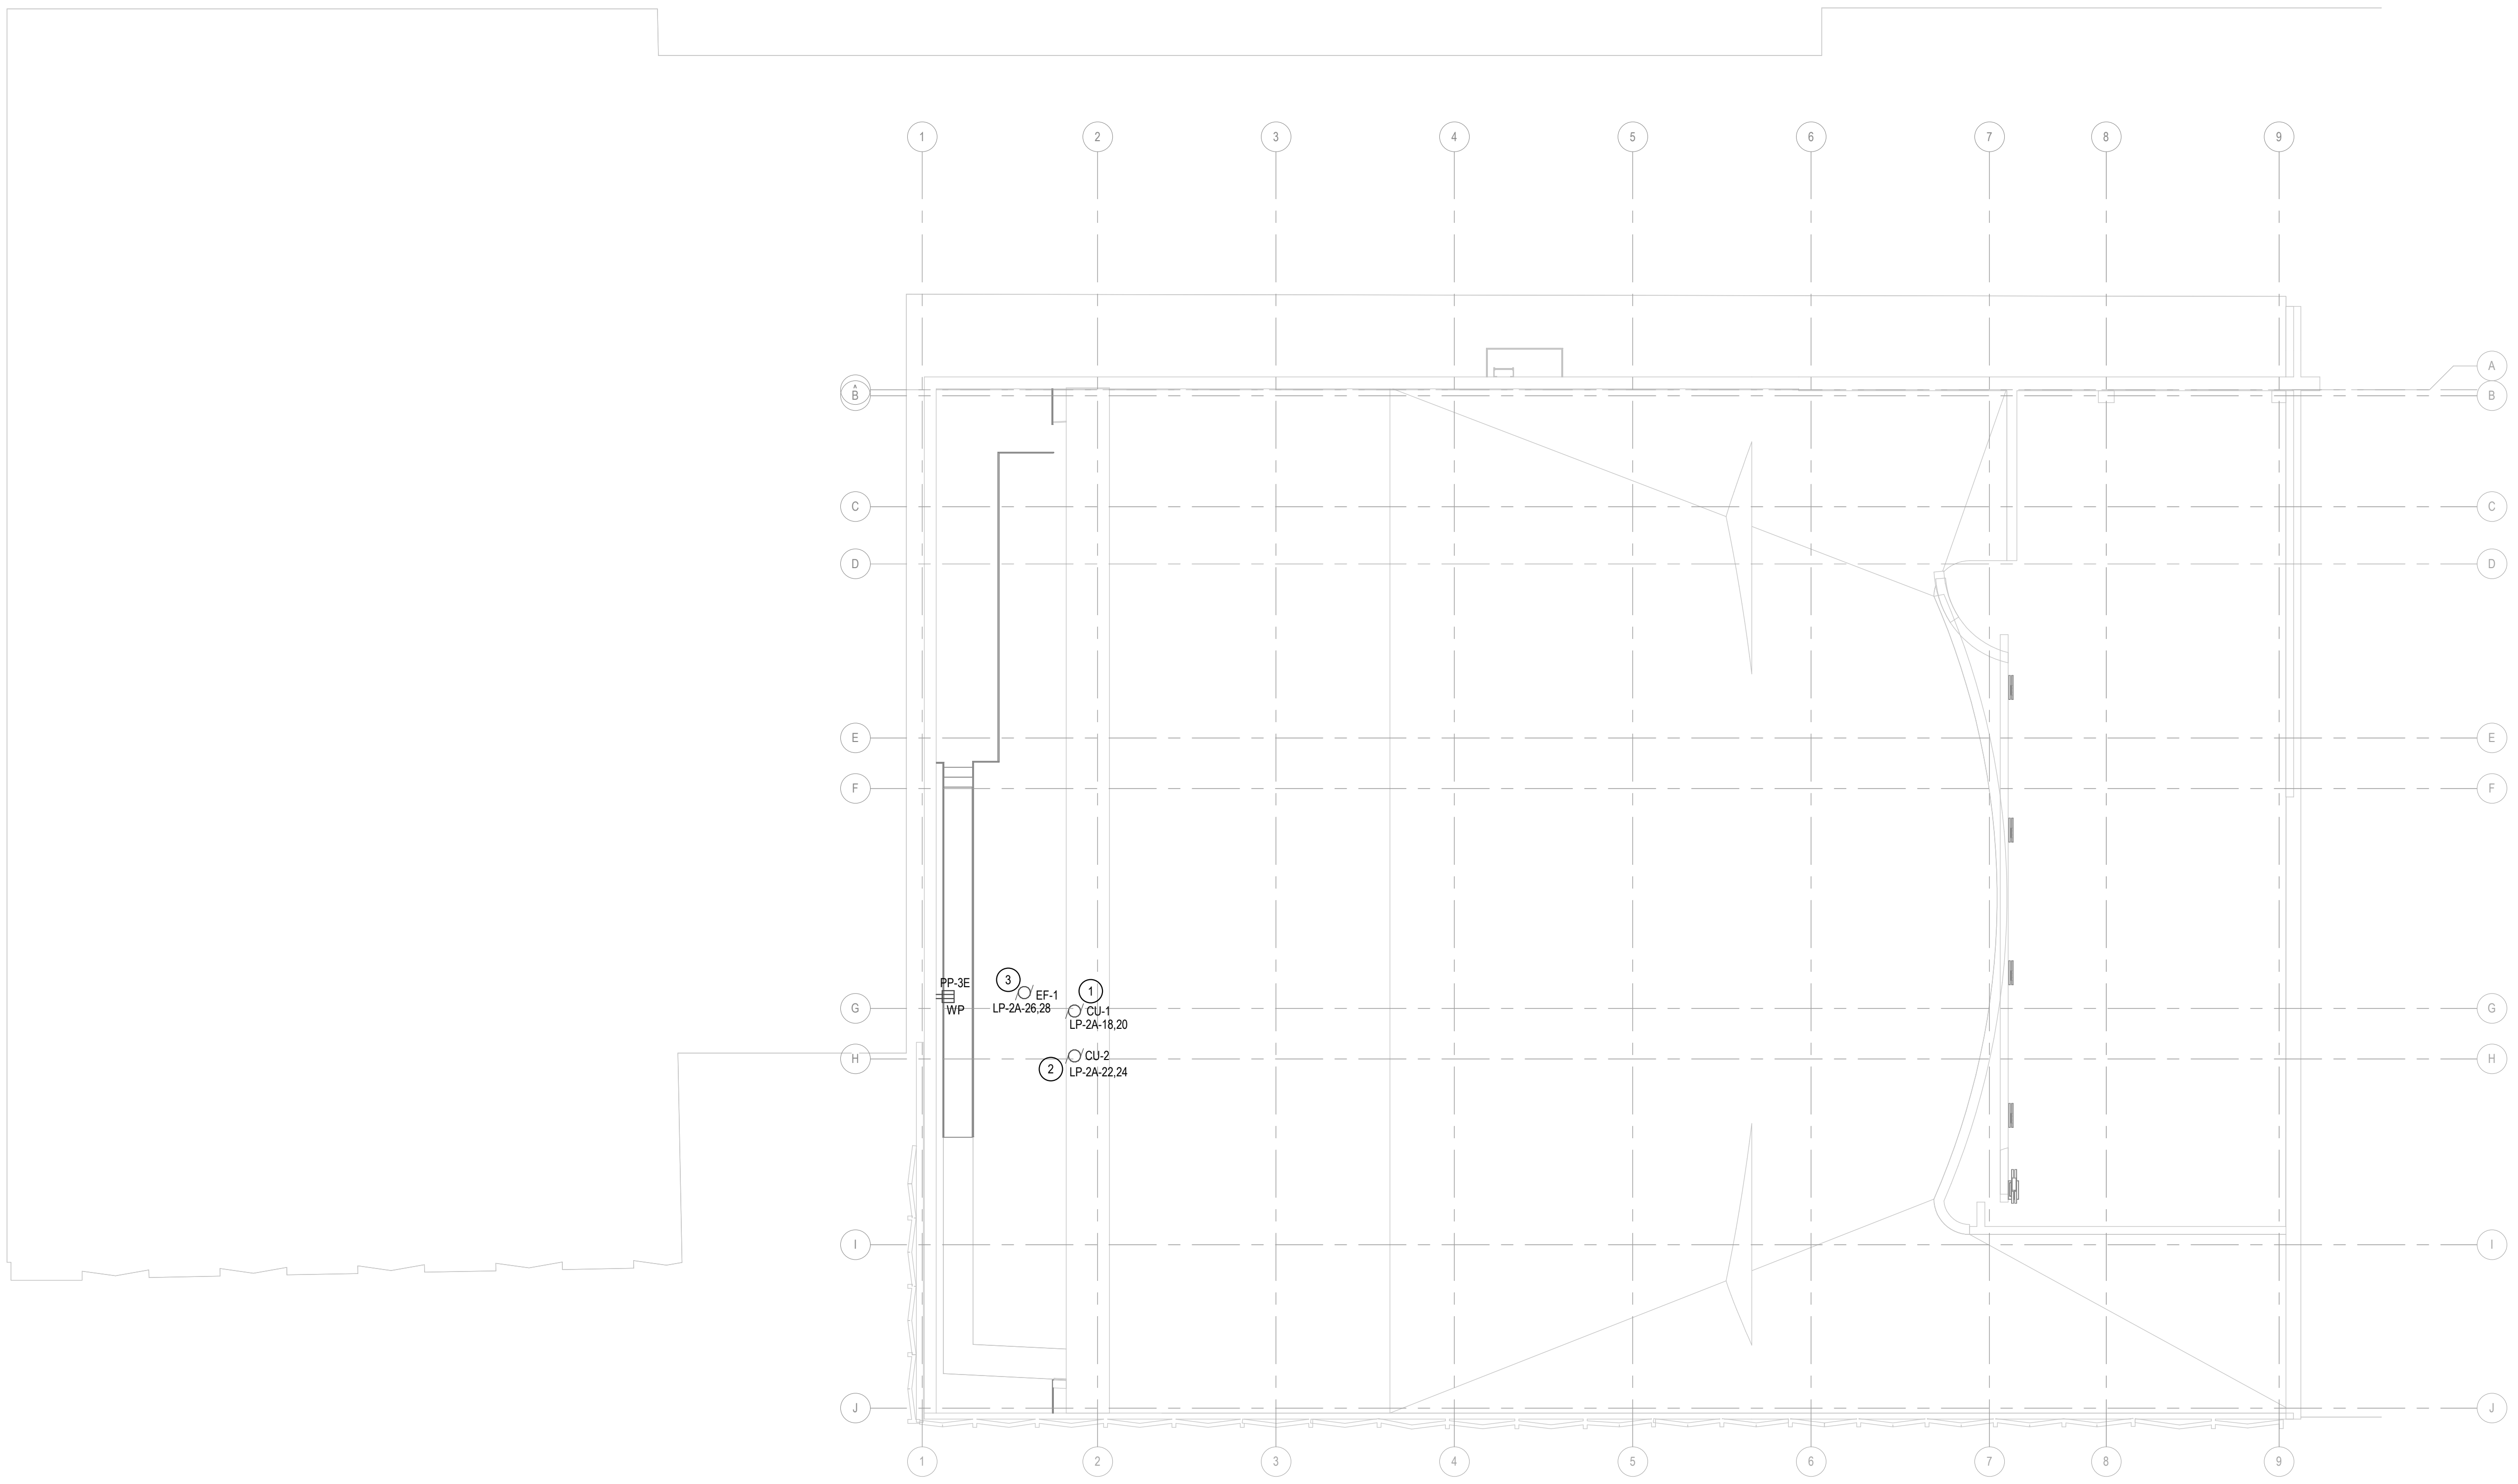 1 2 3 4 5 6 7 8 9
A A
B B
C C
D D
E E
F F
PP-3E
WP
3
EF-1
LP-2A-26,28
1
CU-1
LP-2A-18,20
G G
CU-2
2
LP-2A-22,24
H H
I I
J J
1 2 3 4 5 6 7 8 9